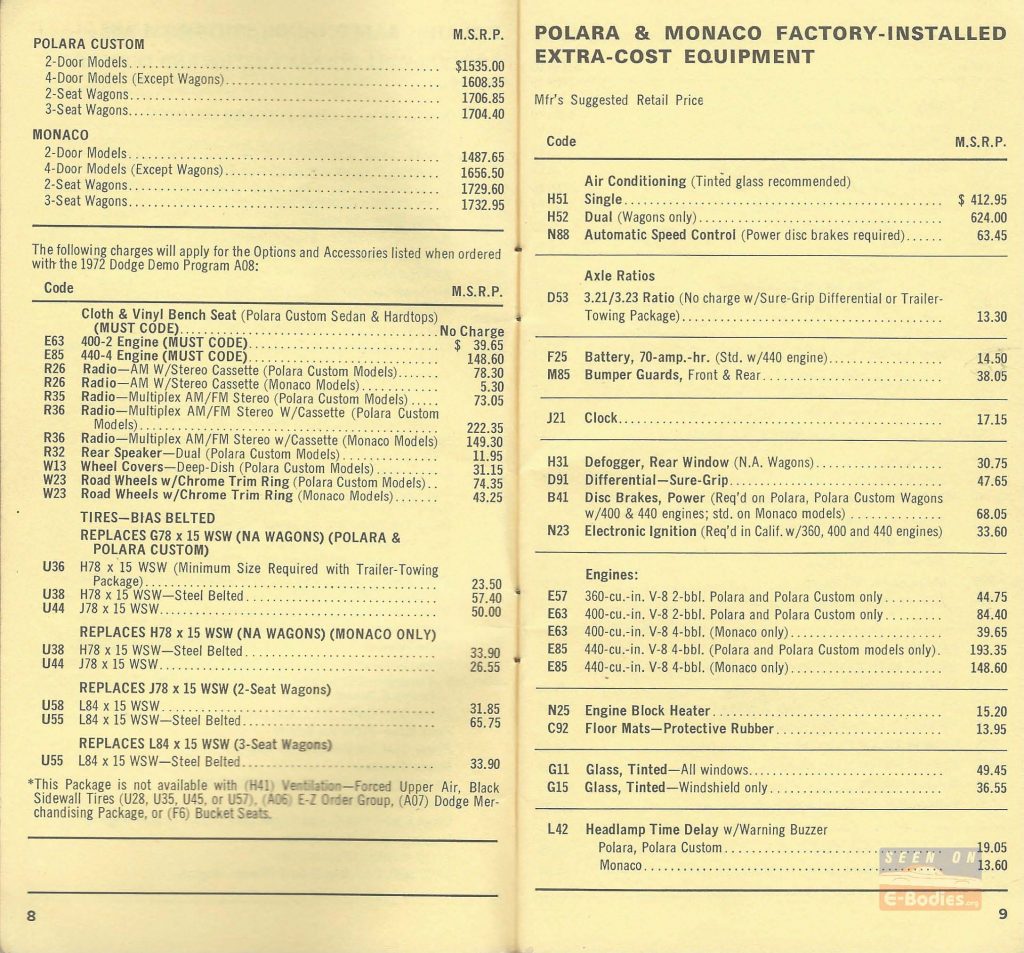 M.S.R.P.
POLARA CUSTOM
2-Door Models........ $1535.00
4-Door Models (Except Wagons)........ 1608.35
2-Seat Wagons........ 1706.85
3-Seat Wagons........ 1704.40
MONACO
2-Door Models........ 1487.65
4-Door Models (Except Wagons)........ 1656.50
2-Seat Wagons........ 1729.60
3-Seat Wagons........ 1732.95
The following charges will apply for the Options and Accessories listed when ordered
with the 1972 Dodge Demo Program A08:
Code M.S.R.P.
Cloth & Vinyl Bench Seat (Polara Custom Sedan & Hardtops)
(MUST CODE)........ No Charge
E63 400-2 Engine (MUST CODE)........ $ 39.65
E85 440-4 Engine (MUST CODE)........ 148.60
R26 Radio—AM W/Stereo Cassette (Polara Custom Models)....... 78.30
R26 Radio—AM W/Stereo Cassette (Monaco Models)........ 5.30
R35 Radio—Multiplex AM/FM Stereo (Polara Custom Models)..... 73.05
R36 Radio—Multiplex AM/FM Stereo W/Cassette (Polara Custom
Models)........ 222.35
R36 Radio—Multiplex AM/FM Stereo w/Cassette (Monaco Models) 149.30
R32 Rear Speaker—Dual (Polara Custom Models)........ 11.95
W13 Wheel Covers—Deep-Dish (Polara Custom Models)........ 31.15
W23 Road Wheels w/Chrome Trim Ring (Polara Custom Models).. 74.35
W23 Road Wheels w/Chrome Trim Ring (Monaco Models)....... 43.25
TIRES—BIAS BELTED
REPLACES G78 x 15 WSW (NA WAGONS) (POLARA &
POLARA CUSTOM)
U36 H78 x 15 WSW (Minimum Size Required with Trailer-Towing
Package)........ 23.50
U38 H78 x 15 WSW—Steel Belted........ 57.40
U44 J78 x 15 WSW........ 50.00
REPLACES H78 x 15 WSW (NA WAGONS) (MONACO ONLY)
U38 H78 x 15 WSW—Steel Belted........ 33.90
U44 J78 x 15 WSW........ 26.55
REPLACES J78 x 15 WSW (2-Seat Wagons)
U58 L84 x 15 WSW........ 31.85
U55 L84 x 15 WSW—Steel Belted........ 65.75
REPLACES L84 x 15 WSW (3-Seat Wagons)
U55 L84 x 15 WSW—Steel Belted........ 33.90
*This Package is not available with (H41) Ventilation—Forced Upper Air, Black
Sidewall Tires (U28, U35, U45, or U57), (A06) E-Z Order Group, (A07) Dodge Mer-
chandising Package, or (F6) Bucket Seats.
8
POLARA & MONACO FACTORY-INSTALLED
EXTRA-COST EQUIPMENT
Mfr's Suggested Retail Price
Code M.S.R.P.
Air Conditioning (Tinted glass recommended)
H51 Single........ $ 412.95
H52 Dual (Wagons only)........ 624.00
N88 Automatic Speed Control (Power disc brakes required)...... 63.45
Axle Ratios
D53 3.21/3.23 Ratio (No charge w/Sure-Grip Differential or Trailer-
Towing Package)........ 13.30
F25 Battery, 70-amp.-hr. (Std. w/440 engine)........ 14.50
M85 Bumper Guards, Front & Rear........ 38.05
J21 Clock........ 17.15
H31 Defogger, Rear Window (N.A. Wagons)........ 30.75
D91 Differential—Sure-Grip........ 47.65
B41 Disc Brakes, Power (Req'd on Polara, Polara Custom Wagons
w/400 & 440 engines; std. on Monaco models) ........ 68.05
N23 Electronic Ignition (Req'd in Calif. w/360, 400 and 440 engines) 33.60
Engines:
E57 360-cu.-in. V-8 2-bbl. Polara and Polara Custom only ........ 44.75
E63 400-cu.-in. V-8 2-bbl. Polara and Polara Custom only ........ 84.40
E63 400-cu.-in. V-8 4-bbl. (Monaco only)........ 39.65
E85 440-cu.-in. V-8 4-bbl. (Polara and Polara Custom models only). 193.35
E85 440-cu.-in. V-8 4-bbl. (Monaco only)........ 148.60
N25 Engine Block Heater........ 15.20
C92 Floor Mats—Protective Rubber........ 13.95
G11 Glass, Tinted—All windows........ 49.45
G15 Glass, Tinted—Windshield only........ 36.55
L42 Headlamp Time Delay w/Warning Buzzer
Polara, Polara Custom........ 19.05
Monaco........ 13.60
SEEN ON
E-Bodies.org
9